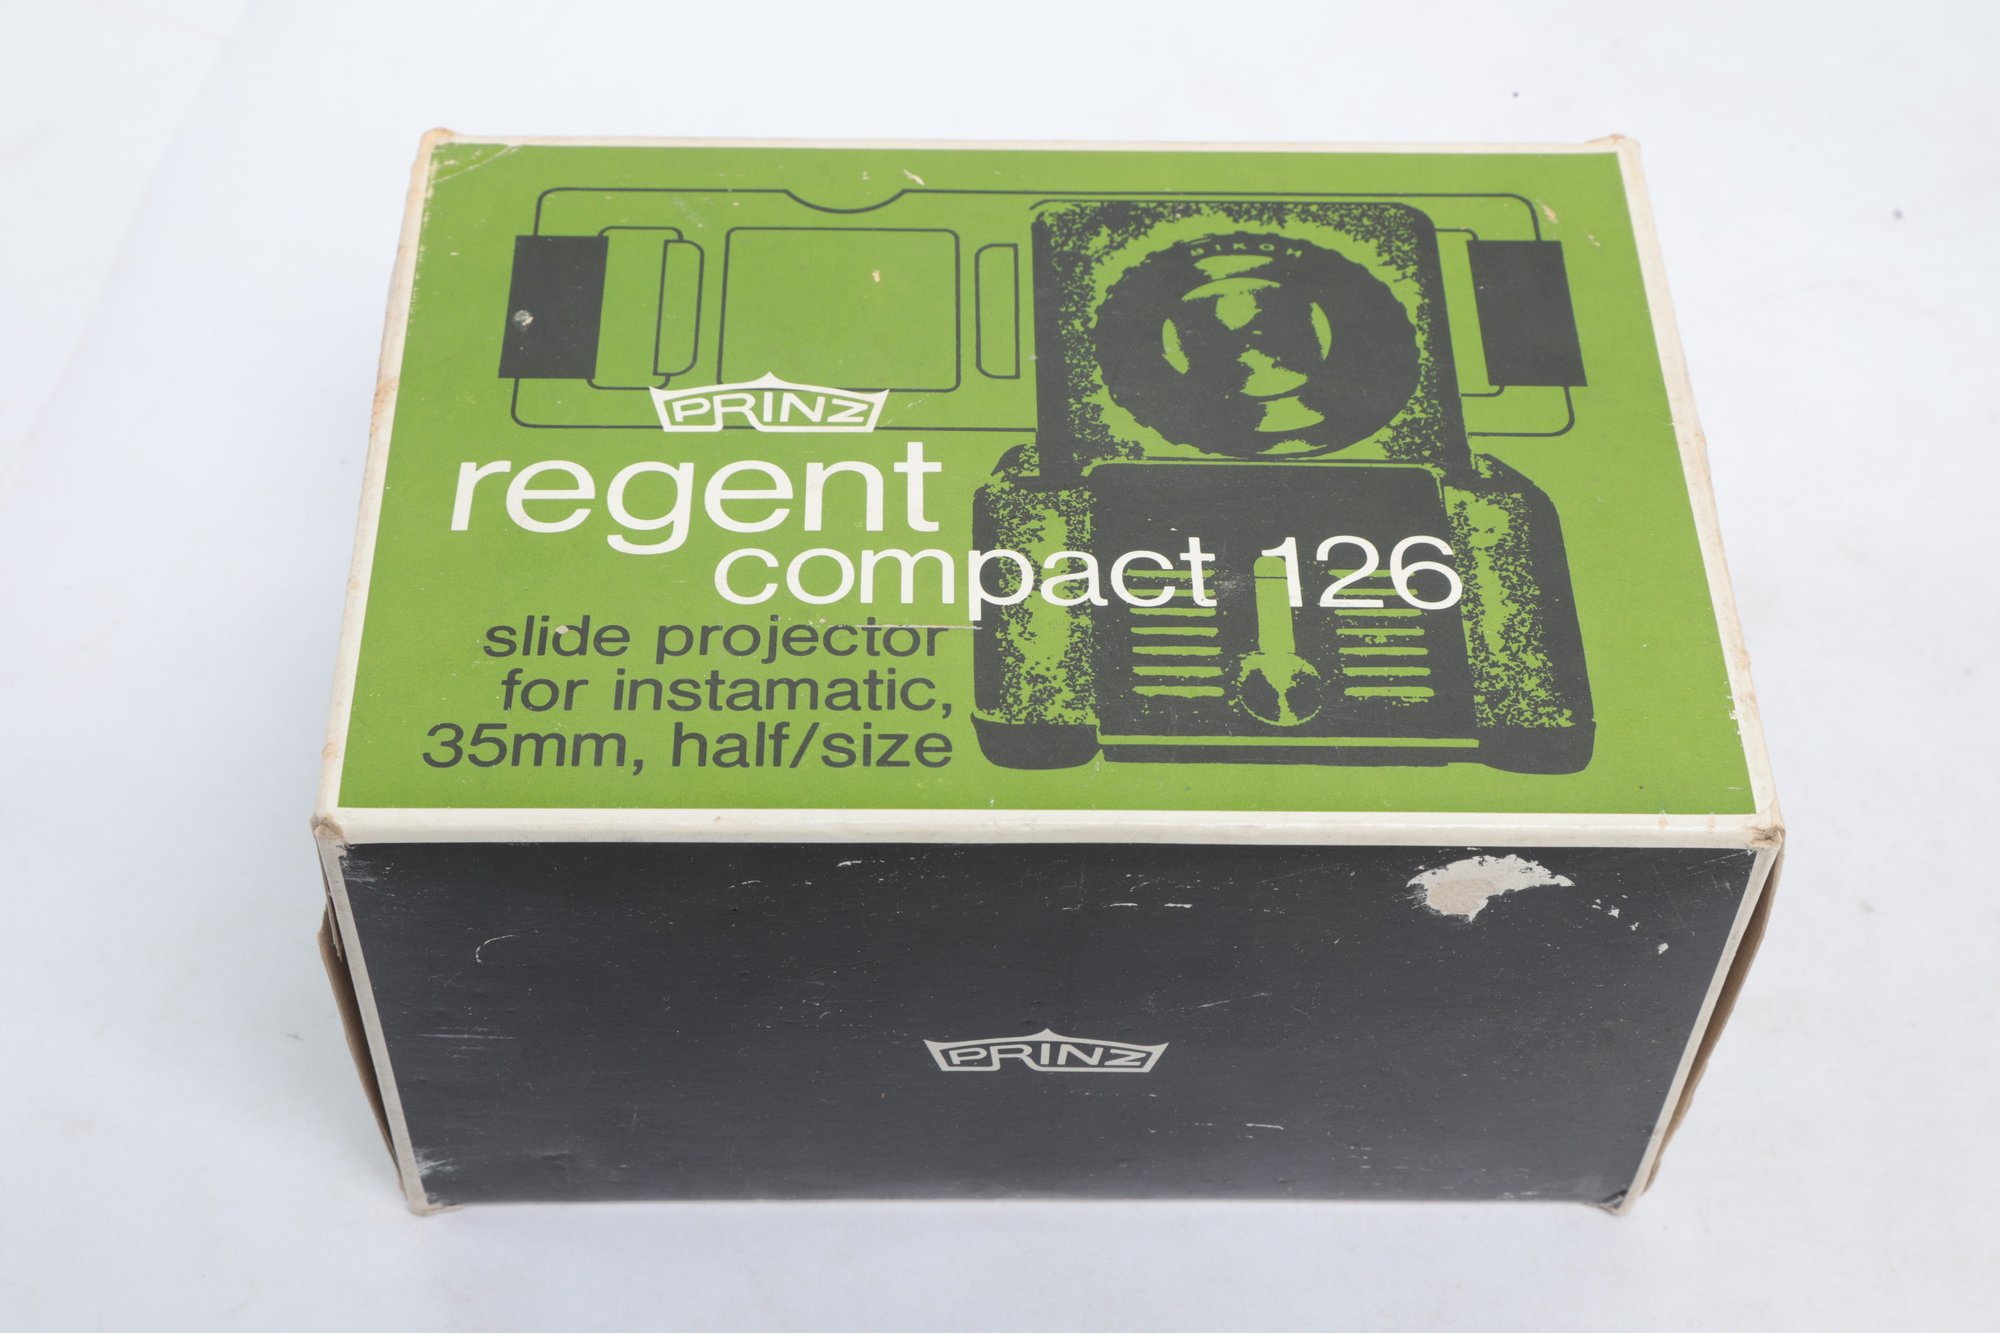 PRINZ
regent
compact 126
slide projector
for instamatic,
35mm, half/size
PRINZ